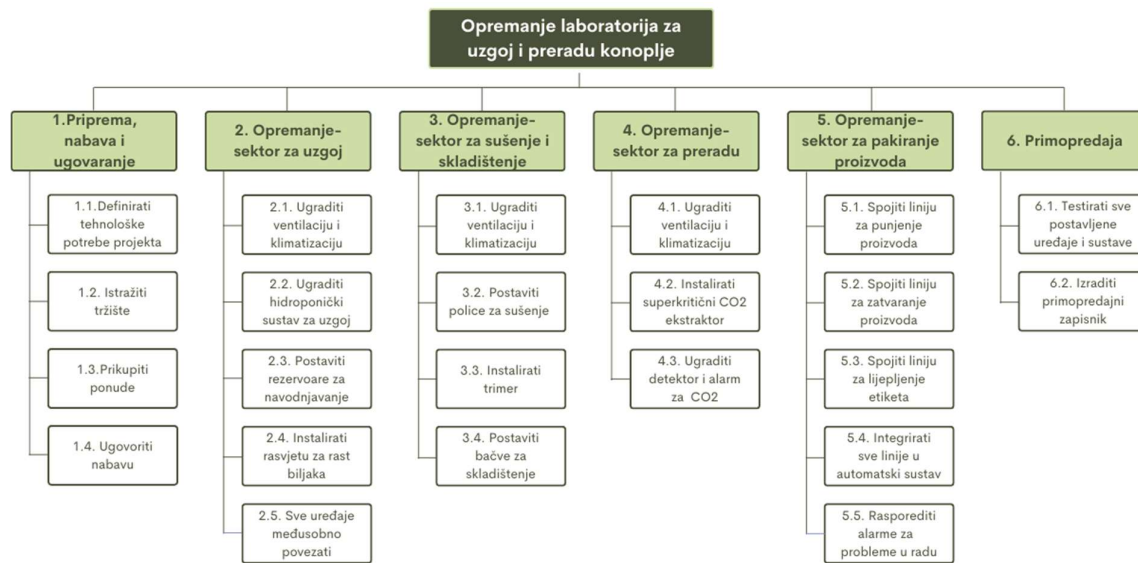 Opremanje laboratorija za
uzgoj i preradu konoplje
1.Priprema,
nabava i
ugovaranje
1.1.Definirati
tehnološke
potrebe projekta
1.2. Istražiti
tržište
1.3.Prikupiti
ponude
1.4. Ugovoriti
nabavu
2. Opremanje-
sektor za uzgoj
2.1. Ugraditi
ventilaciju i
klimatizaciju
2.2. Ugraditi
hidroponički
sustav za uzgoj
2.3. Postaviti
rezervoare za
navodnjavanje
2.4. Instalirati
rasvjetu za rast
biljaka
2.5. Sve uređaje
međusobno
povezati
3. Opremanje-
sektor za sušenje i
skladištenje
3.1. Ugraditi
ventilaciju i
klimatizaciju
3.2. Postaviti
police za sušenje
3.3. Instalirati
trimer
3.4. Postaviti
bačve za
skladištenje
4. Opremanje-
sektor za preradu
4.1. Ugraditi
ventilaciju i
klimatizaciju
4.2. Instalirati
superkritični CO2
ekstraktor
4.3. Ugraditi
detektor i alarm
za CO2
5. Opremanje-
sektor za pakiranje
proizvoda
5.1. Spojiti liniju
za punjenje
proizvoda
5.2. Spojiti liniju
za zatvaranje
proizvoda
5.3. Spojiti liniju
za lijepljenje
etiketa
5.4. Integrirati
sve linije u
automatski sustav
5.5. Rasporediti
alarme za
probleme u radu
6. Primopredaja
6.1. Testirati sve
postavljene
uređaje i sustave
6.2. Izraditi
primopredajni
zapisnik